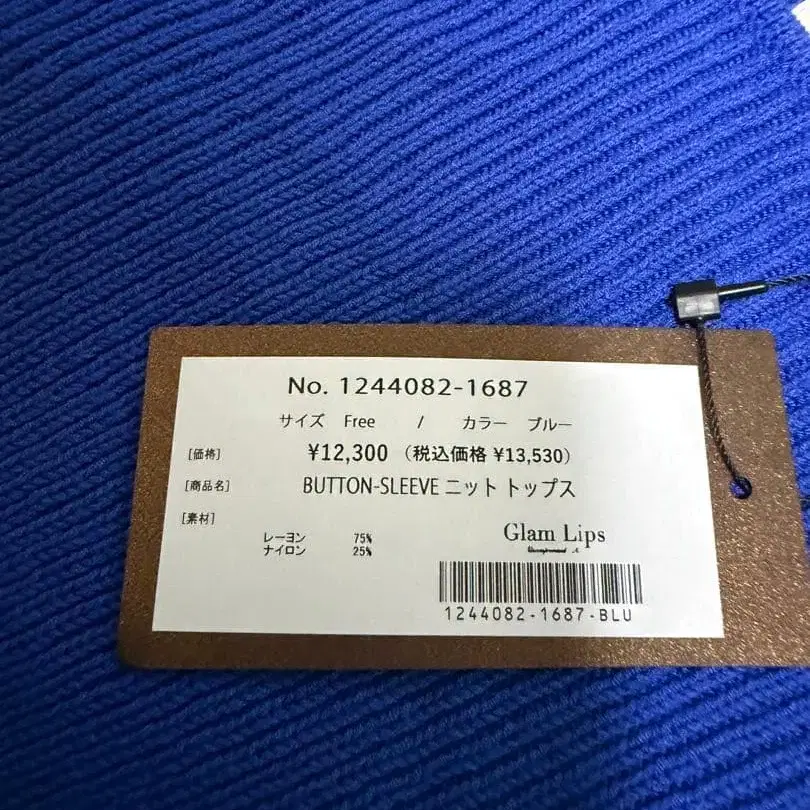 No. 1244082-1687
サイズ Free / カラー ブルー
[価格] ¥12,300 (税込価格 ¥13,530)
[商品名] BUTTON-SLEEVE ニット トップス
[素材]
レーヨン 75%
ナイロン 25%
Glam Lips
1244082-1687-BLU